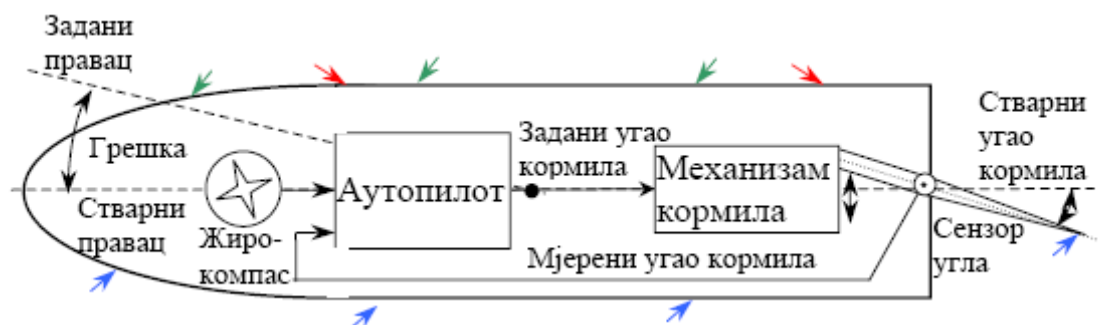 Задани
правац
Грешка
Стварни
правац
Жиро-
компас
Аутопилот
Задани угао
кормила
Механизам
кормила
Мјерени угао кормила
Стварни
угао
кормила
Сензор
угла